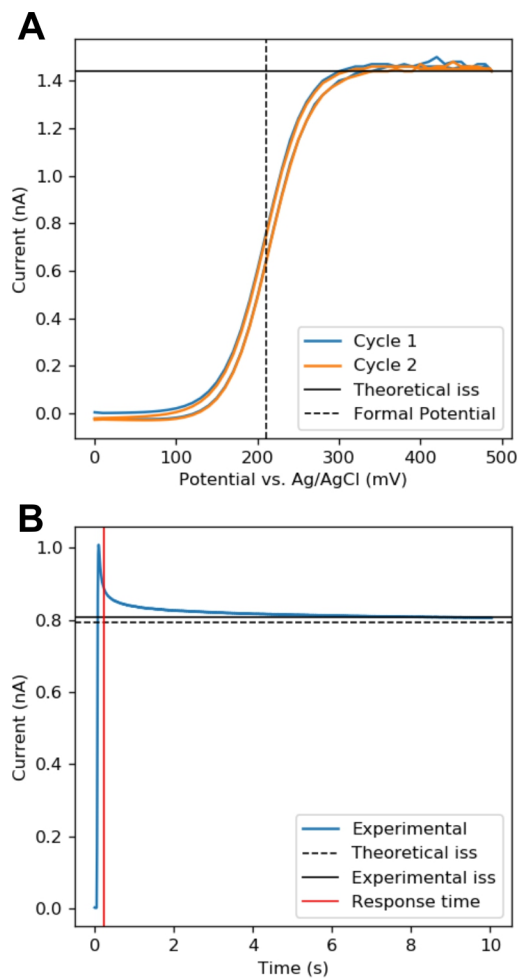 A
1.4
1.2
1.0
0.8
0.6
0.4
0.2
0.0
Current (nA)
Cycle 1
Cycle 2
Theoretical iss
Formal Potential
0 100 200 300 400 500
Potential vs. Ag/AgCl (mV)
B
1.0
0.8
0.6
0.4
0.2
0.0
Current (nA)
Experimental
Theoretical iss
Experimental iss
Response time
0 2 4 6 8 10
Time (s)